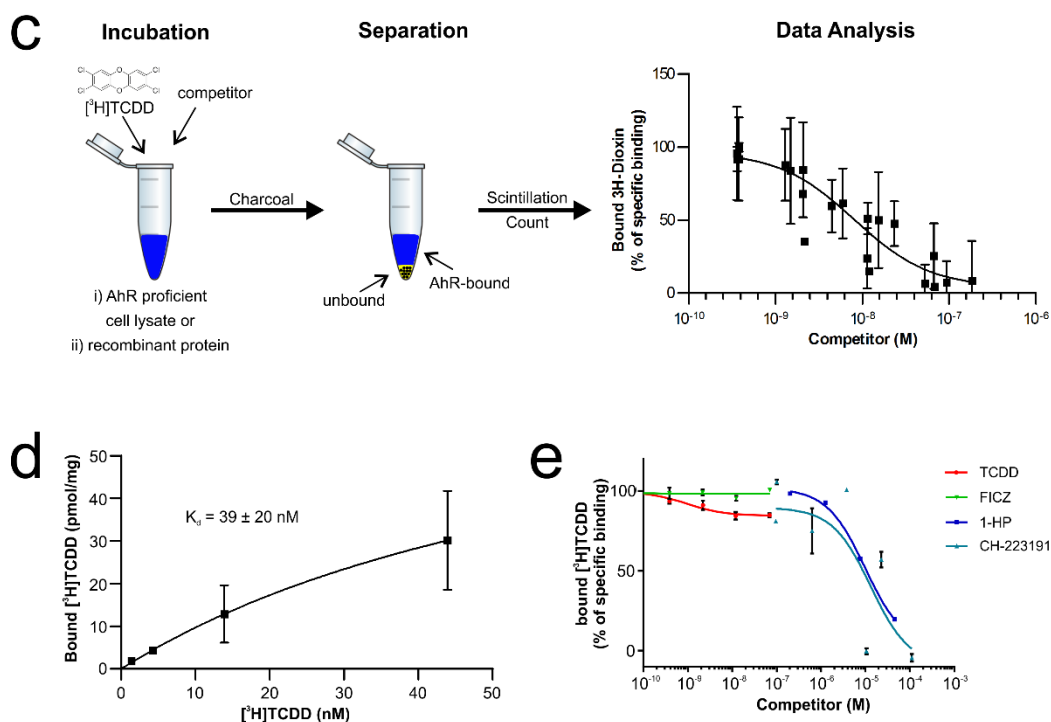 c
Incubation
Separation
Data Analysis
Cl
Cl
O
O
Cl
Cl
[³H]TCDD
competitor
Charcoal
Scintillation
Count
unbound
AhR-bound
i) AhR proficient
cell lysate or
ii) recombinant protein
Bound 3H-Dioxin
(% of specific binding)
150
100
50
0
10⁻¹⁰
10⁻⁹
10⁻⁸
10⁻⁷
10⁻⁶
Competitor (M)
d
Bound [³H]TCDD (pmol/mg)
50
40
30
20
10
0
K_d = 39 ± 20 nM
0
10
20
30
40
50
[³H]TCDD (nM)
e
bound [³H]TCDD
(% of specific binding)
100
50
0
10⁻¹⁰
10⁻⁹
10⁻⁸
10⁻⁷
10⁻⁶
10⁻⁵
10⁻⁴
10⁻³
Competitor (M)
TCDD
FICZ
1-HP
CH-223191